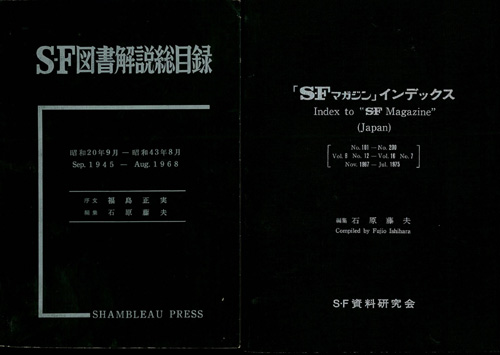 S-F図書解説総目録
昭和20年9月 — 昭和43年8月
Sep. 1945 — Aug. 1968
序文 福島正実
編集 石原藤夫
SHAMBLEAU PRESS
「S-Fマガジン」インデックス
Index to "S-F Magazine"
(Japan)
No.101 — No.200
Vol.8 No.12 — Vol.16 No.7
Nov. 1967 — Jul. 1975
編集 石原藤夫
Compiled by Fujio Ishihara
S-F資料研究会